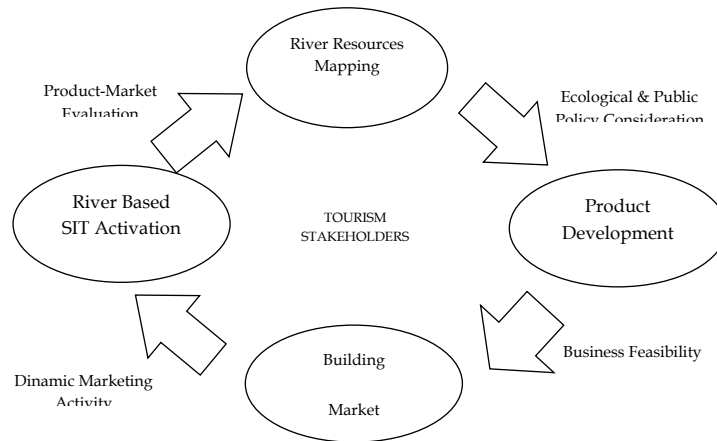 River Resources
Mapping
Product-Market
Evaluation
Ecological & Public
Policy Consideration
River Based
SIT Activation
TOURISM
STAKEHOLDERS
Product
Development
Building
Market
Business Feasibility
Dinamic Marketing
Activity